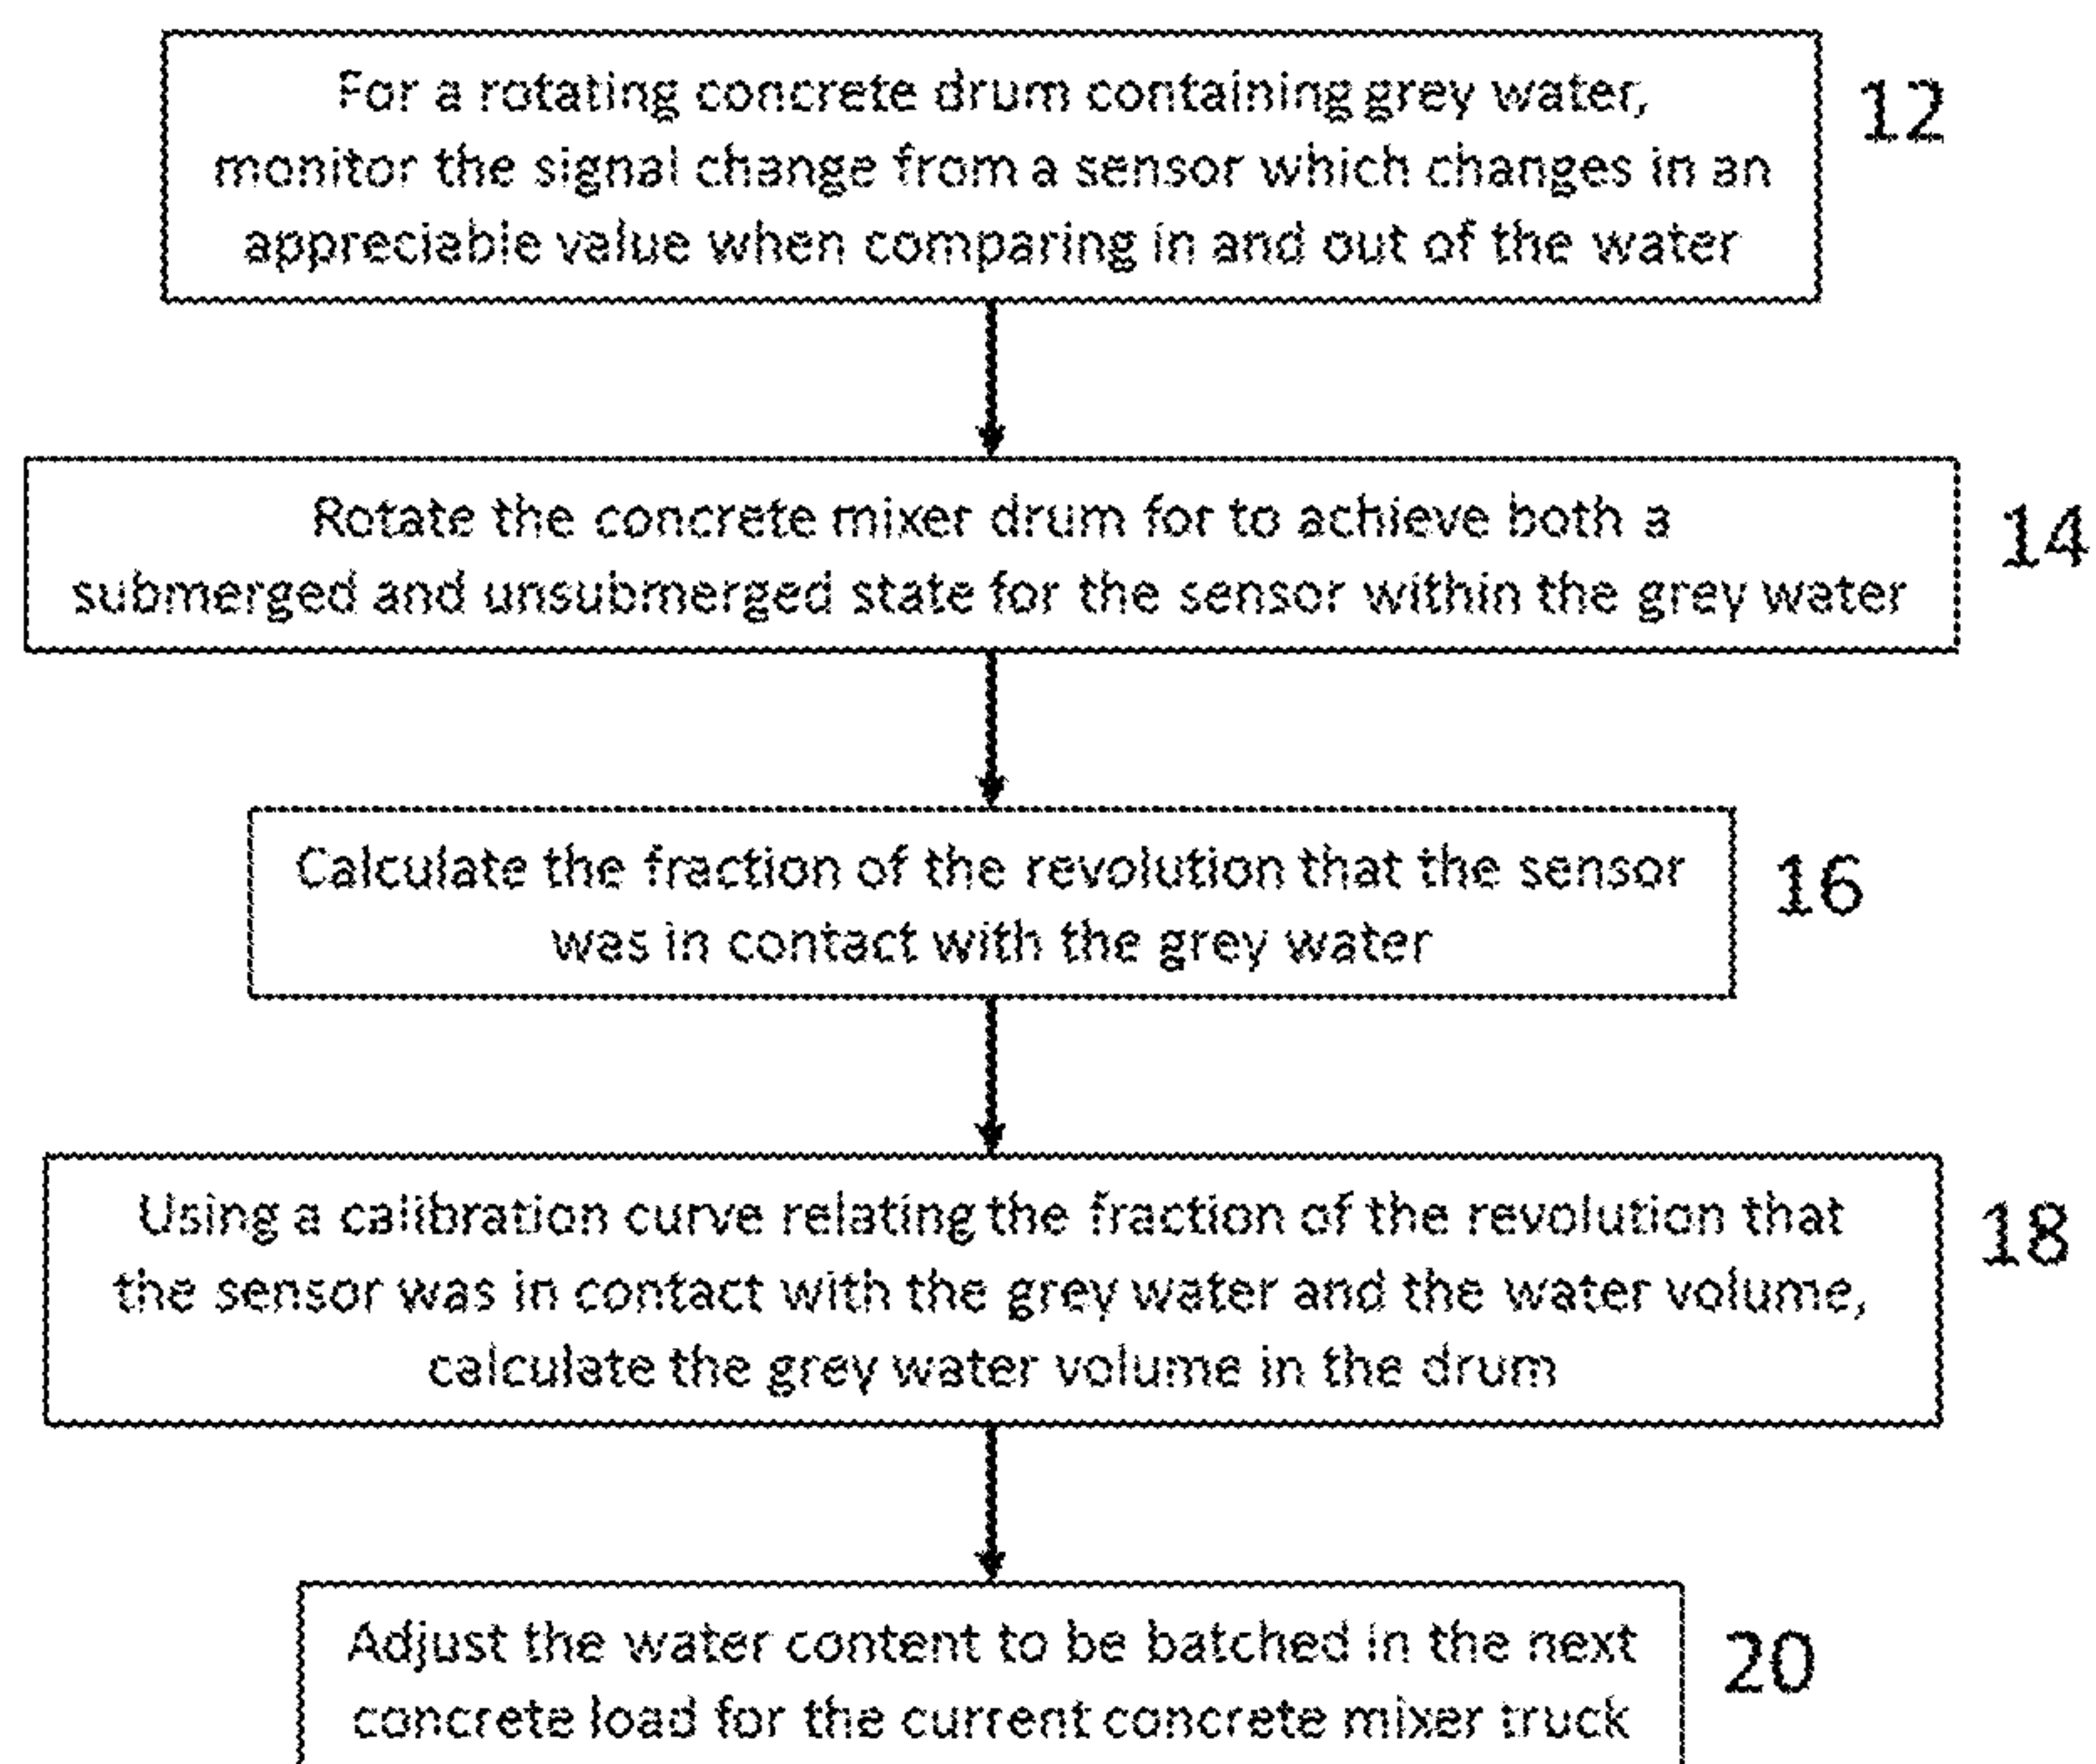 For a rotating concrete drum containing grey water,
12
monitor the signal change from a sensor which changes in an
appreciable value when comparing in and out of the water
Rotate the concrete mixer drum for to achieve both a
14
submerged and unsubmerged state for the sensor within the grey water
Calculate the fraction of the revolution that the sensor
16
was in contact with the grey water
Using a calibration curve relating the fraction of the revolution that
18
the sensor was in contact with the grey water and the water volume,
calculate the grey water volume in the drum
Adjust the water content to be batched in the next
20
concrete load for the current concrete mixer truck